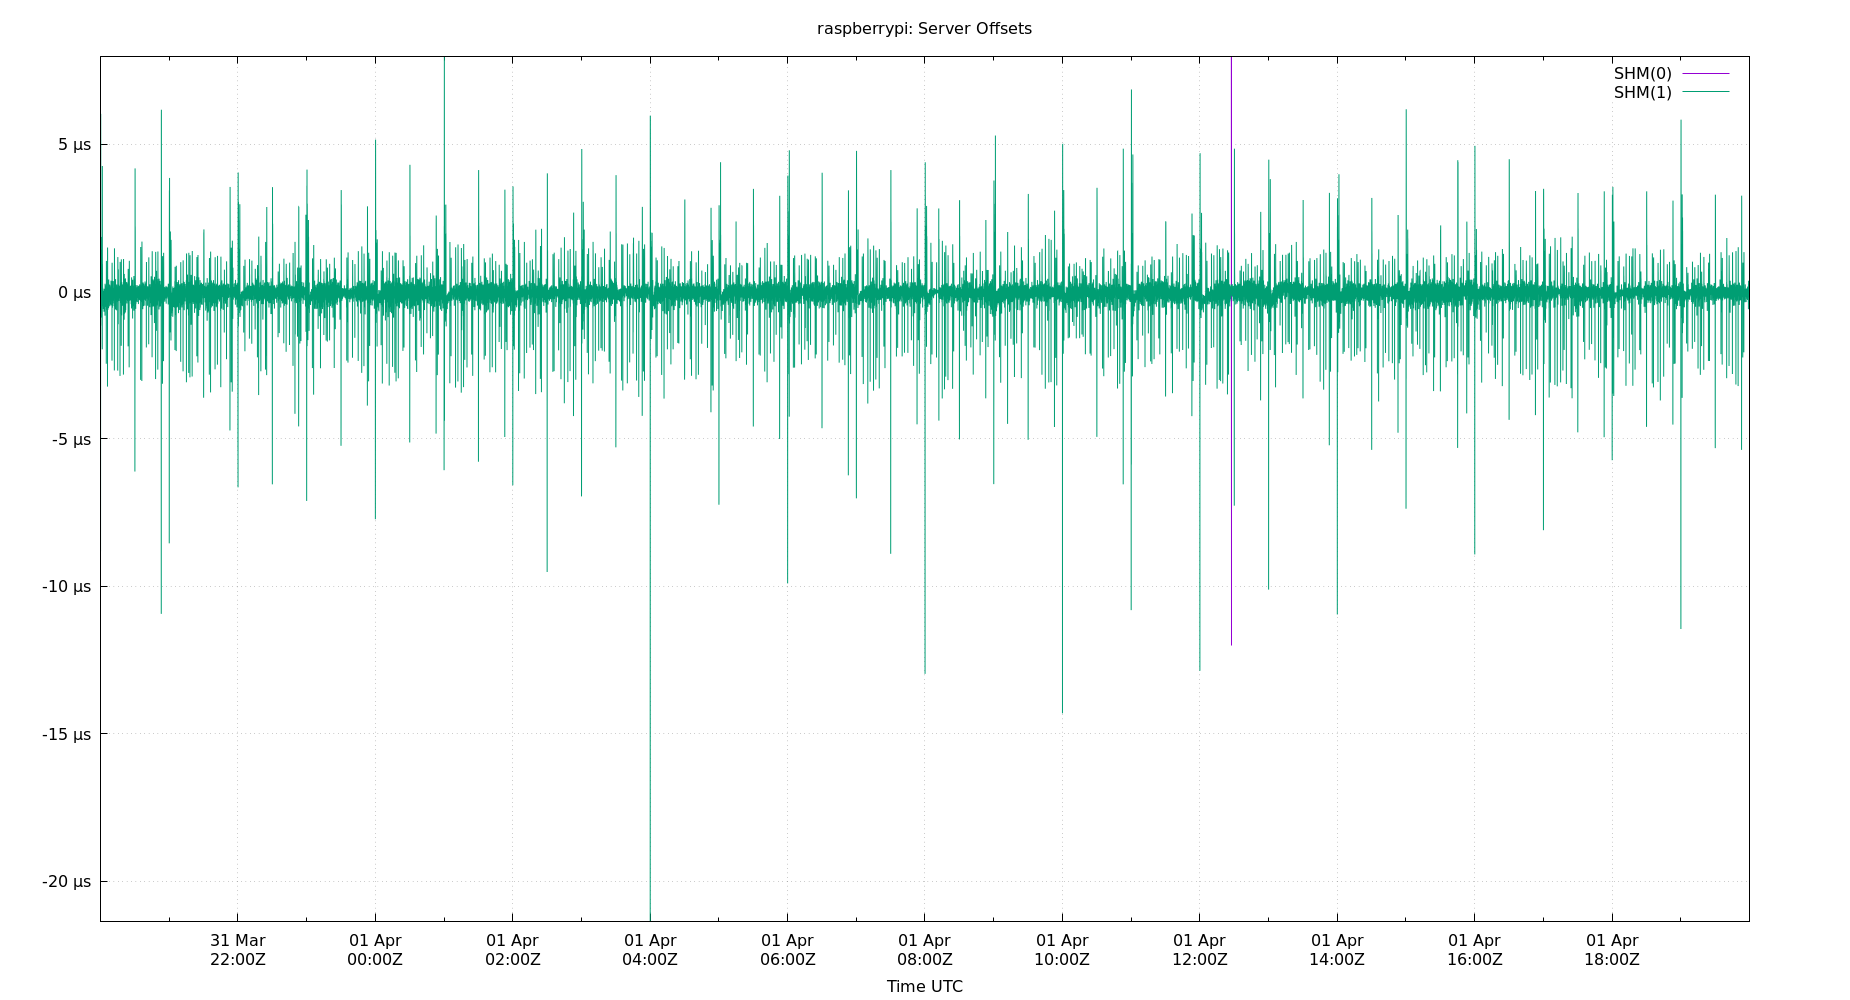 raspberrypi: Server Offsets
SHM(0)
SHM(1)
5 µs
0 µs
-5 µs
-10 µs
-15 µs
-20 µs
31 Mar
22:00Z
01 Apr
00:00Z
01 Apr
02:00Z
01 Apr
04:00Z
01 Apr
06:00Z
01 Apr
08:00Z
01 Apr
10:00Z
01 Apr
12:00Z
01 Apr
14:00Z
01 Apr
16:00Z
01 Apr
18:00Z
Time UTC